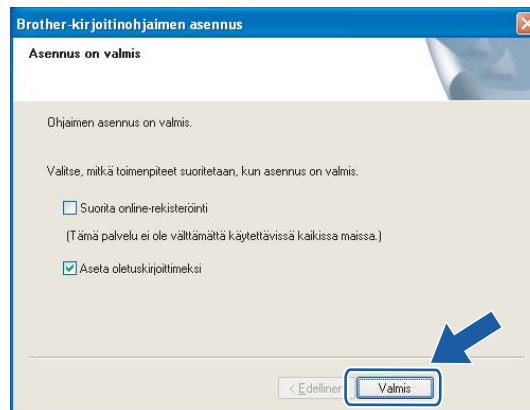 Brother-kirjoitinohjaimen asennus
Asennus on valmis
Ohjaimen asennus on valmis.
Valitse, mitkä toimenpiteet suoritetaan, kun asennus on valmis.
Suorita online-rekisteröinti
(Tämä palvelu ei ole välttämättä käytettävissä kaikissa maissa.)
Aseta oletuskirjoittimeksi
< Edellinen Valmis